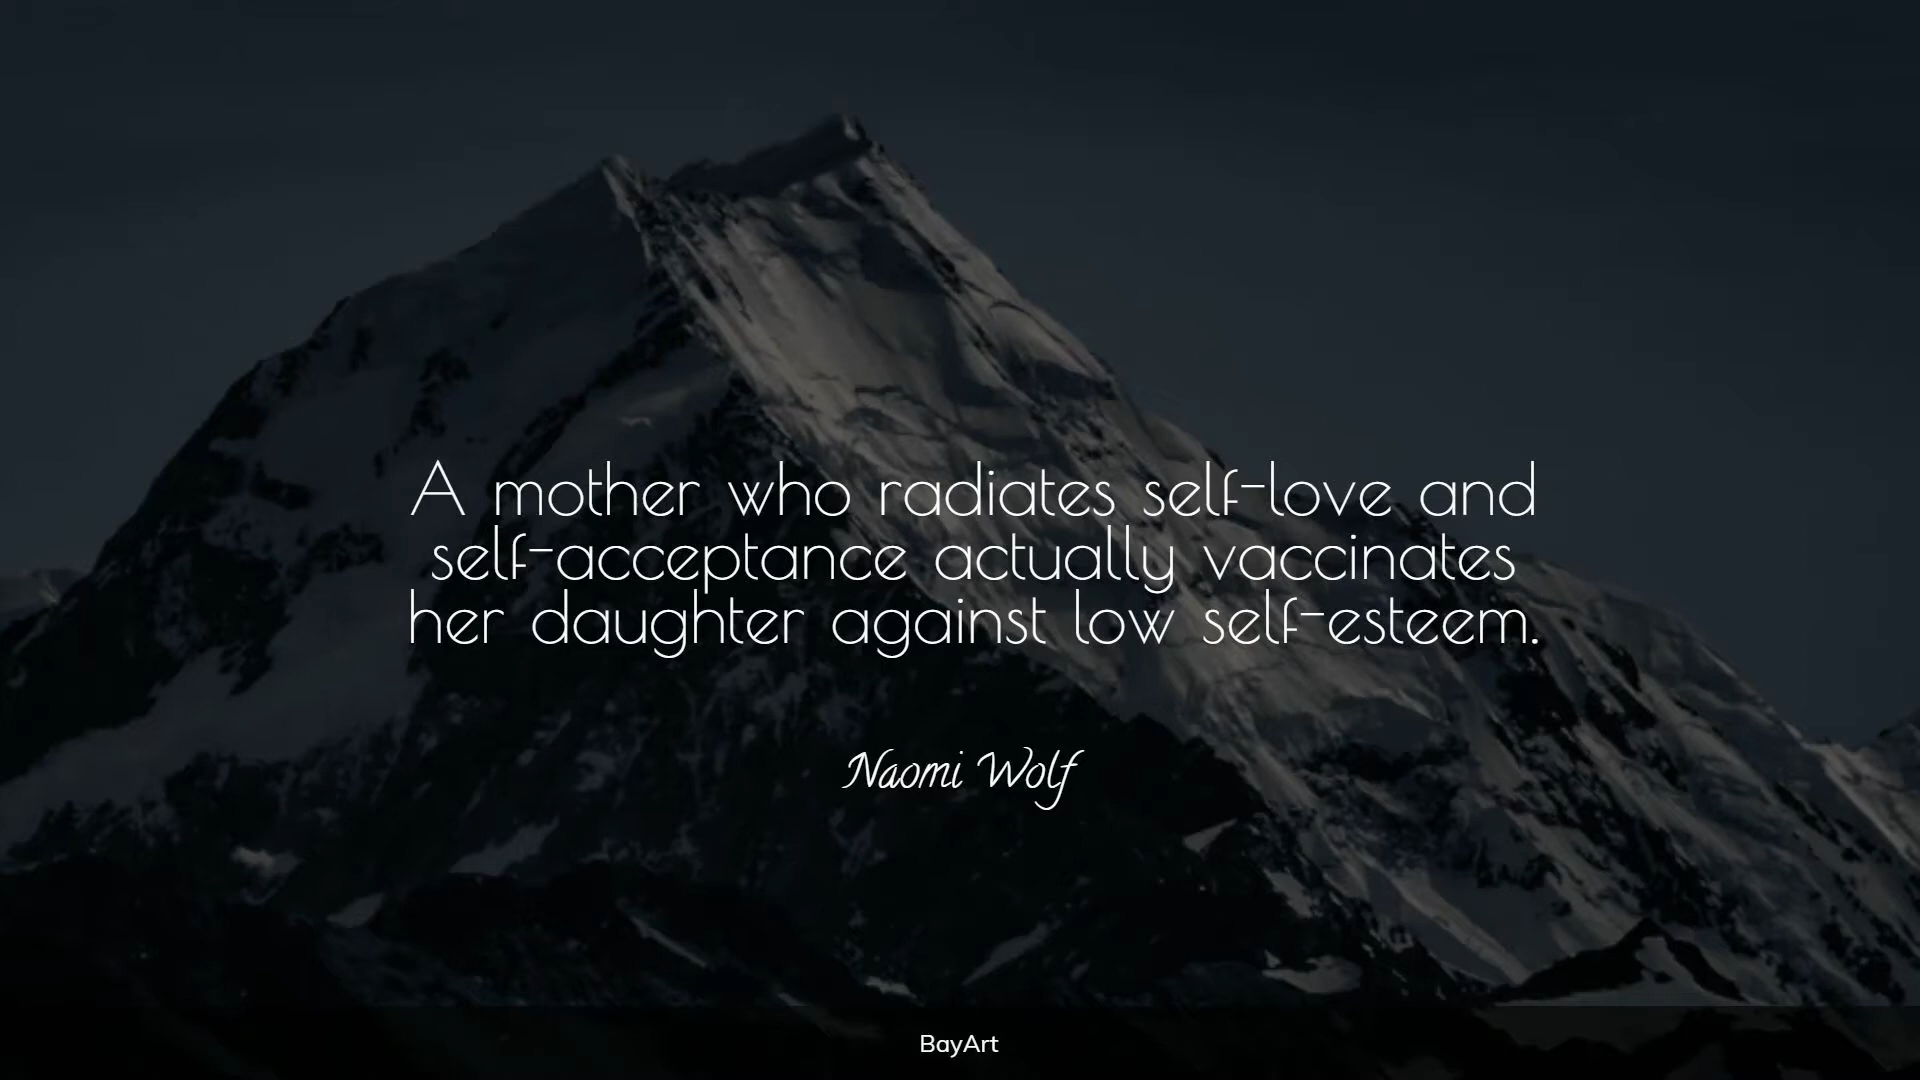 A mother who radiates self-love and
self-acceptance actually vaccinates
her daughter against low self-esteem.
Naomi Wolf
BayArt